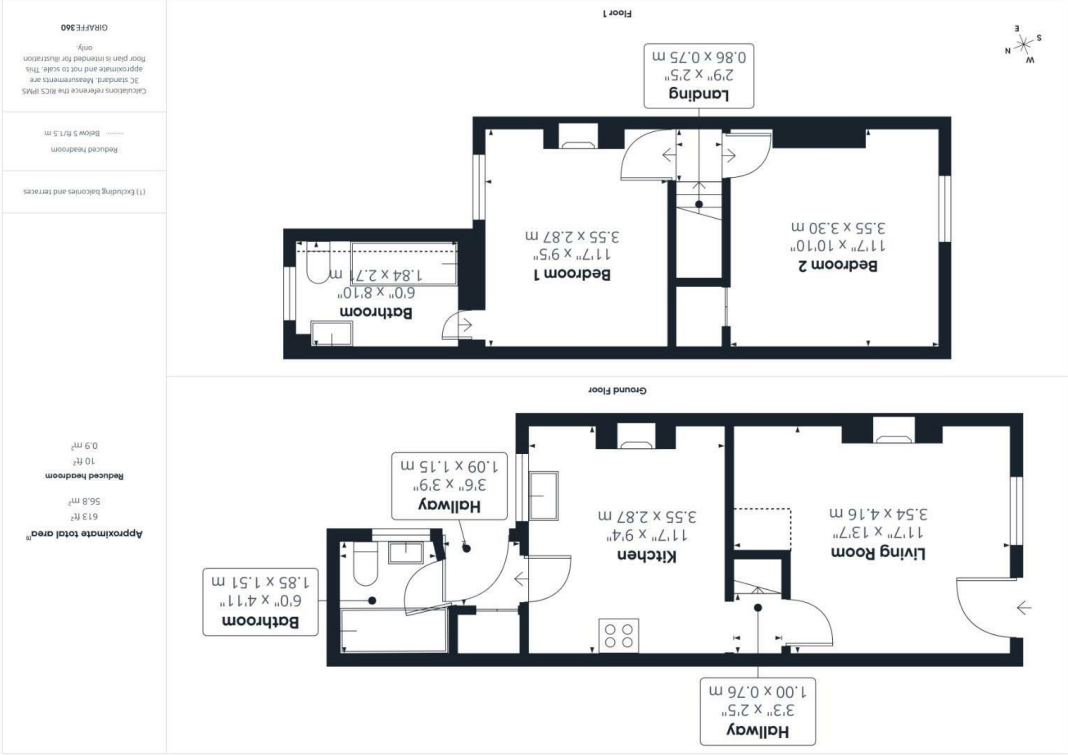 Hallway
3'3" x 2'5"
1.00 x 0.76 m
Bathroom
6'0" x 4'11"
1.85 x 1.51 m
Living Room
11'7" x 13'7"
3.54 x 4.16 m
Kitchen
11'7" x 9'4"
3.55 x 2.87 m
Hallway
3'6" x 3'9"
1.09 x 1.15 m
Ground Floor
Bedroom 2
11'7" x 10'10"
3.55 x 3.30 m
Bedroom 1
11'7" x 9'5"
3.55 x 2.87 m
Bathroom
6'0" x 8'10"
1.84 x 2.71 m
Landing
2'9" x 2'5"
0.86 x 0.75 m
Floor 1
W
S
N
E
Approximate total area(1)
613 ft²
56.8 m²
Reduced headroom
10 ft²
0.9 m²
(1) Excluding balconies and terraces
Reduced headroom
Below 5 ft/1.5 m
Calculations reference the RICS IPMS
3C standard. Measurements are
approximate and not to scale. This
floor plan is intended for illustration
only.
GIRAFFE360